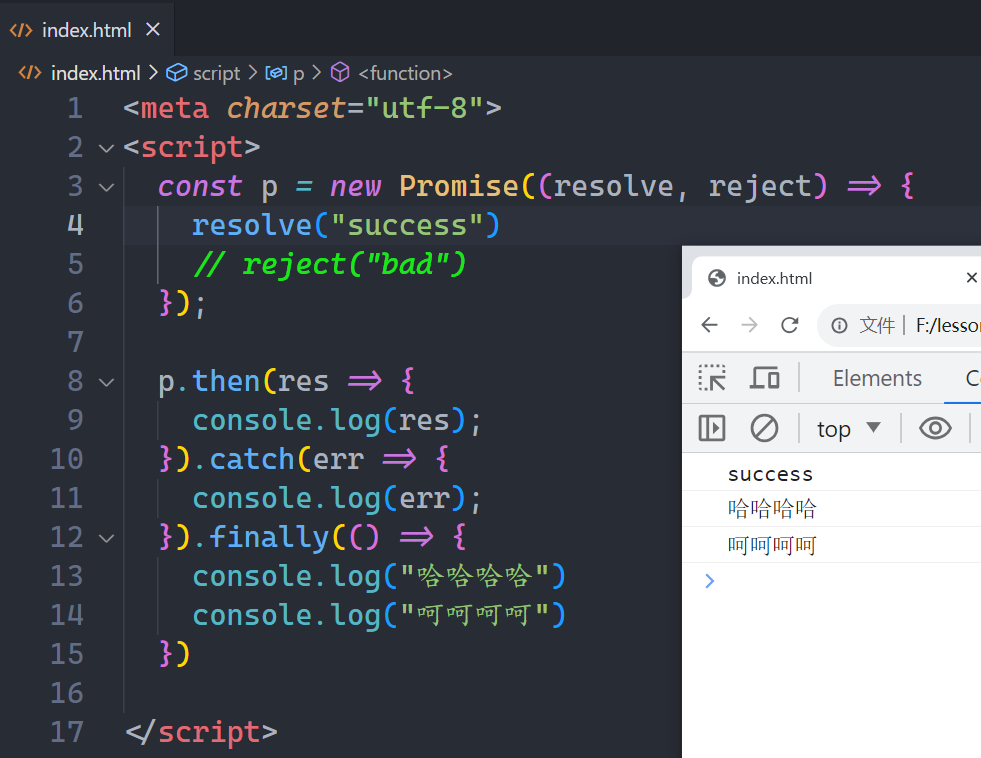 index.html
index.html > script > p > <function>
1 <meta charset="utf-8">
2 <script>
3 const p = new Promise((resolve, reject) => {
4 resolve("success")
5 // reject("bad")
6 });
7
8 p.then(res => {
9 console.log(res);
10 }).catch(err => {
11 console.log(err);
12 }).finally(() => {
13 console.log("哈哈哈哈")
14 console.log("呵呵呵呵")
15 })
16
17 </script>
index.html
文件 | F:/lesso
Elements
top
success
哈哈哈哈
呵呵呵呵